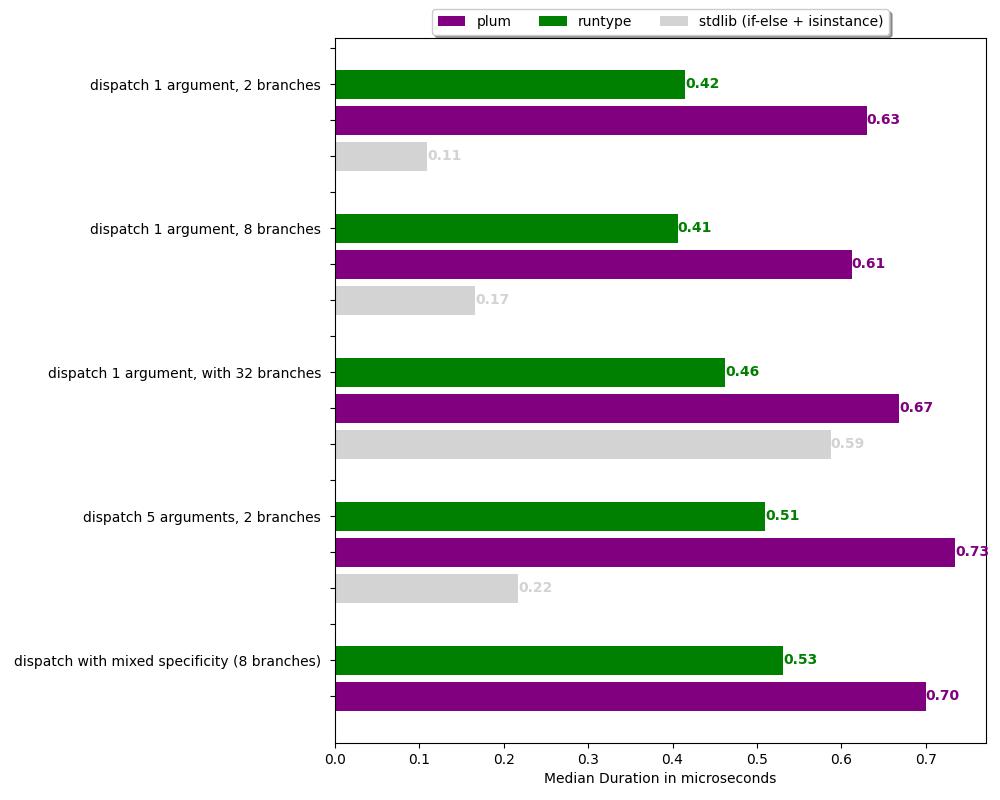 plum runtype stdlib (if-else + isinstance)
dispatch 1 argument, 2 branches
0.42
0.63
0.11
dispatch 1 argument, 8 branches
0.41
0.61
0.17
dispatch 1 argument, with 32 branches
0.46
0.67
0.59
dispatch 5 arguments, 2 branches
0.51
0.73
0.22
dispatch with mixed specificity (8 branches)
0.53
0.70
0.0 0.1 0.2 0.3 0.4 0.5 0.6 0.7
Median Duration in microseconds